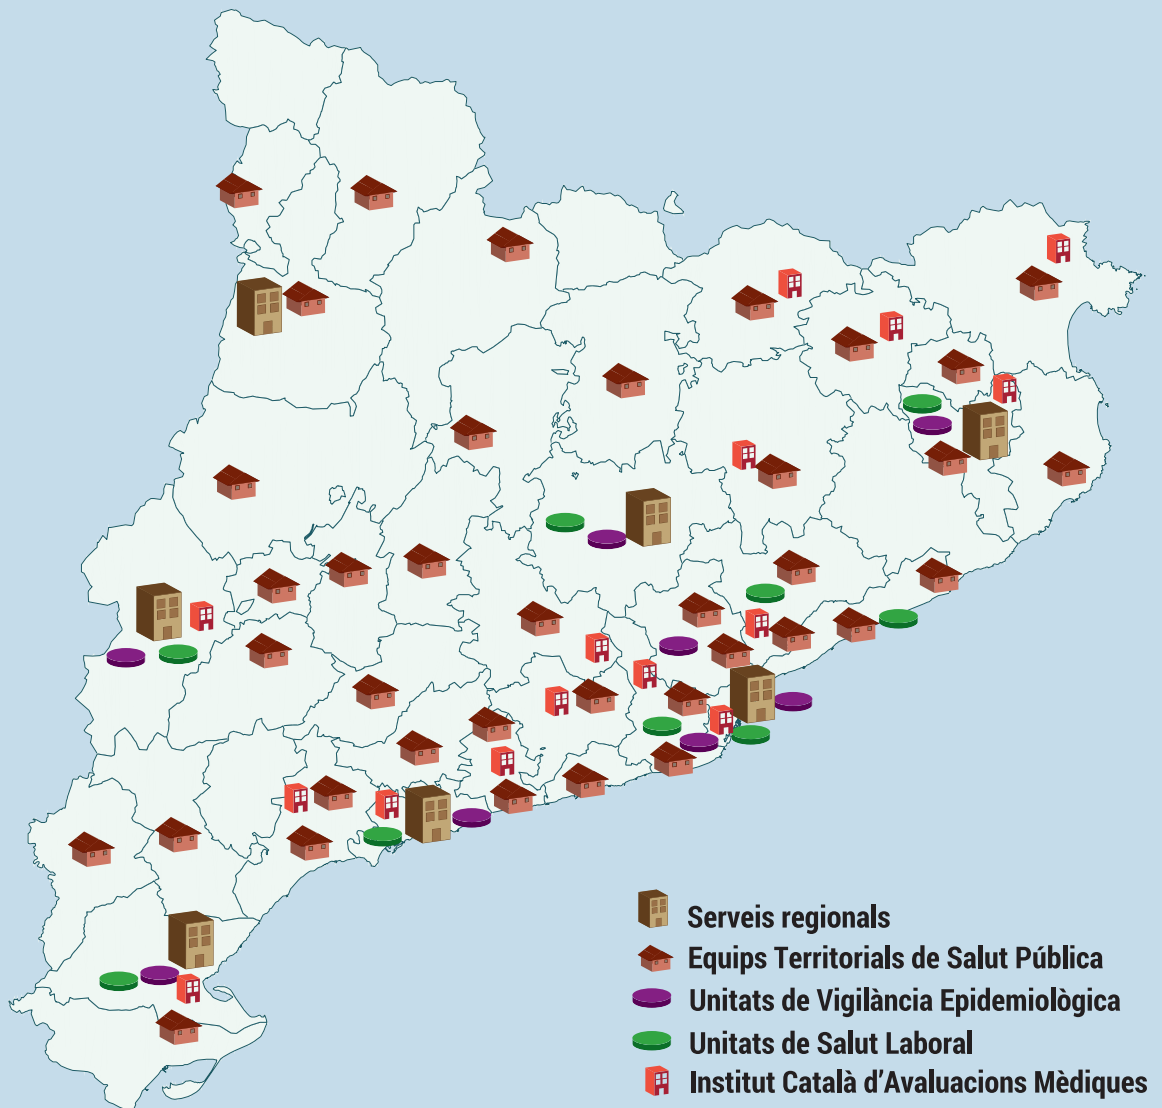 Serveis regionals
Equips Territorials de Salut Pública
Unitats de Vigilància Epidemiològica
Unitats de Salut Laboral
Institut Català d'Avaluacions Mèdiques